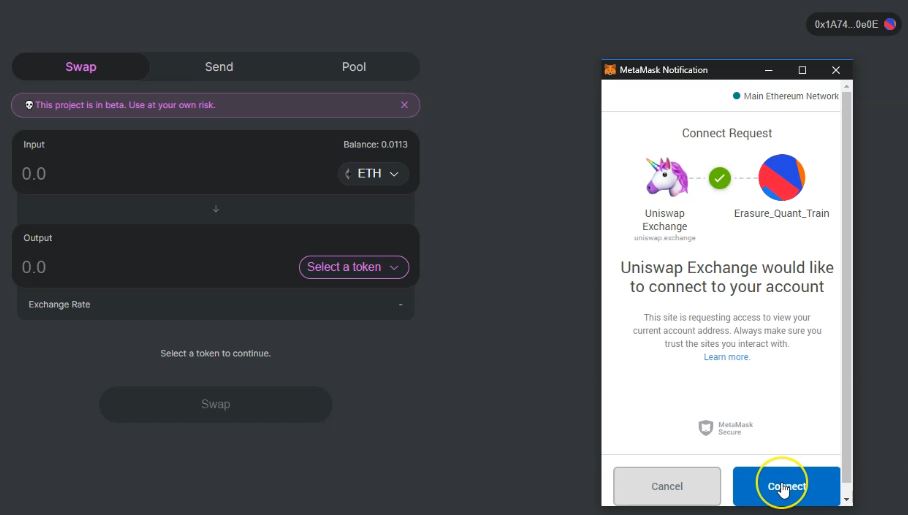 0x1A74...0e0E
Swap
Send
Pool
This project is in beta. Use at your own risk.
Input
Balance: 0.0113
0.0
ETH
Output
0.0
Select a token
Exchange Rate
-
Select a token to continue.
Swap
MetaMask Notification
Main Ethereum Network
Connect Request
Uniswap
Exchange
uniswap.exchange
Erasure_Quant_Train
Uniswap Exchange would like
to connect to your account
This site is requesting access to view your
current account address. Always make sure you
trust the sites you interact with.
Learn more.
MetaMask
Secure
Cancel
Connect